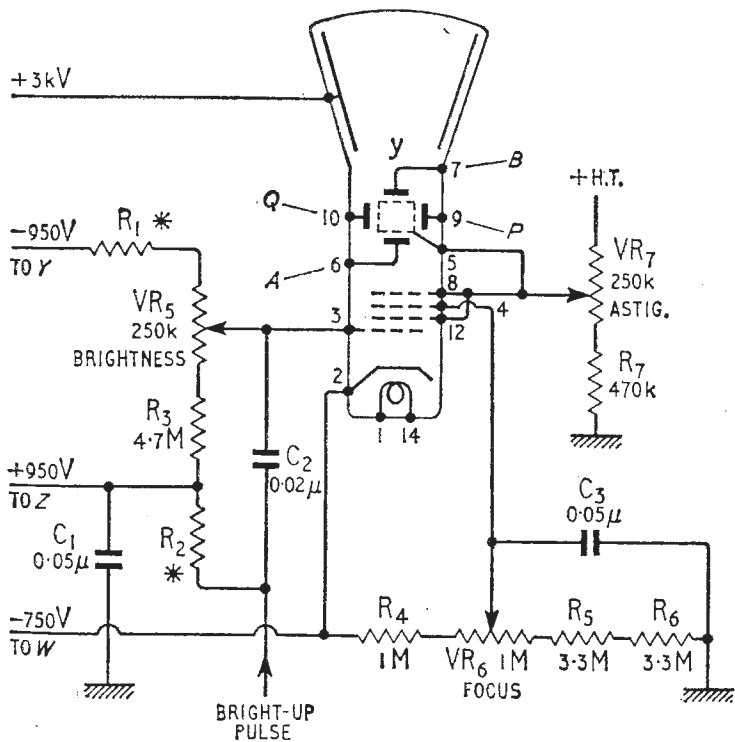 +3kV
y
7
B
Q
10
9
P
+H.T.
-950V
TO Y
R1 *
A
6
5
VR7
250k
ASTIG.
VR5
250k
BRIGHTNESS
8
3
4
12
R7
470k
2
R3
4·7M
1
14
C2
0·02μ
+950V
TO Z
C3
0·05μ
C1
0·05μ
R2
*
R4
1M
R5
3·3M
R6
3·3M
-750V
TO W
VR6 1M
FOCUS
BRIGHT-UP
PULSE